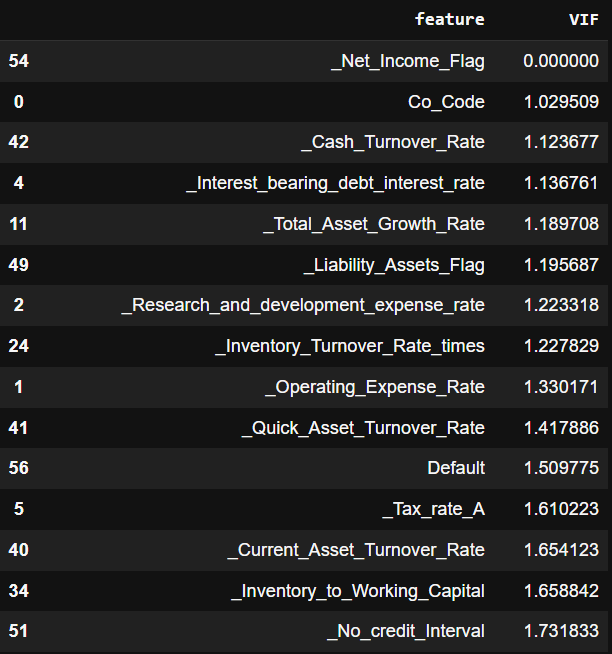 feature VIF
54 _Net_Income_Flag 0.000000
0 Co_Code 1.029509
42 _Cash_Turnover_Rate 1.123677
4 _Interest_bearing_debt_interest_rate 1.136761
11 _Total_Asset_Growth_Rate 1.189708
49 _Liability_Assets_Flag 1.195687
2 _Research_and_development_expense_rate 1.223318
24 _Inventory_Turnover_Rate_times 1.227829
1 _Operating_Expense_Rate 1.330171
41 _Quick_Asset_Turnover_Rate 1.417886
56 Default 1.509775
5 _Tax_rate_A 1.610223
40 _Current_Asset_Turnover_Rate 1.654123
34 _Inventory_to_Working_Capital 1.658842
51 _No_credit_Interval 1.731833